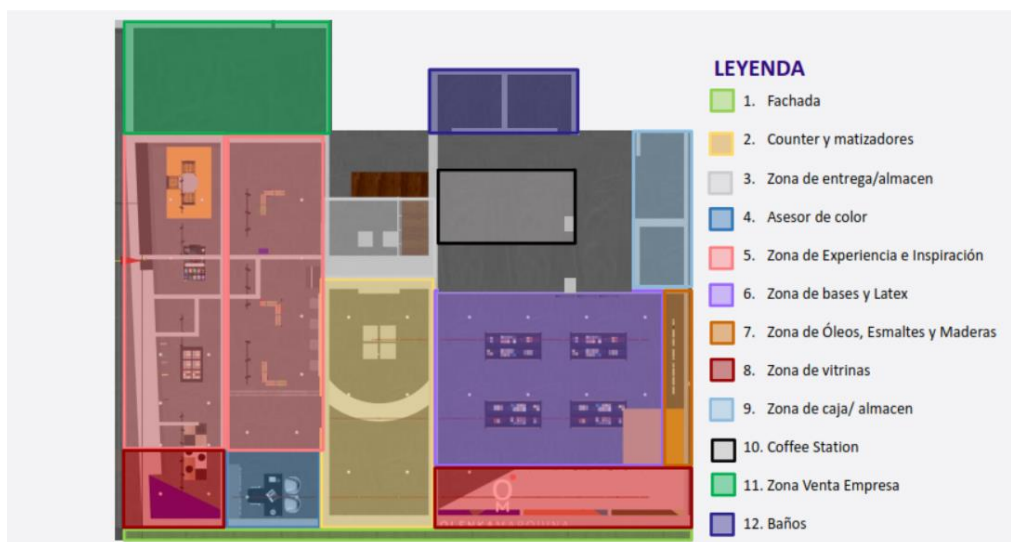 LEYENDA
1. Fachada
2. Counter y matizadores
3. Zona de entrega/almacen
4. Asesor de color
5. Zona de Experiencia e Inspiración
6. Zona de bases y Latex
7. Zona de Óleos, Esmaltes y Maderas
8. Zona de vitrinas
9. Zona de caja/ almacen
10. Coffee Station
11. Zona Venta Empresa
12. Baños
OM